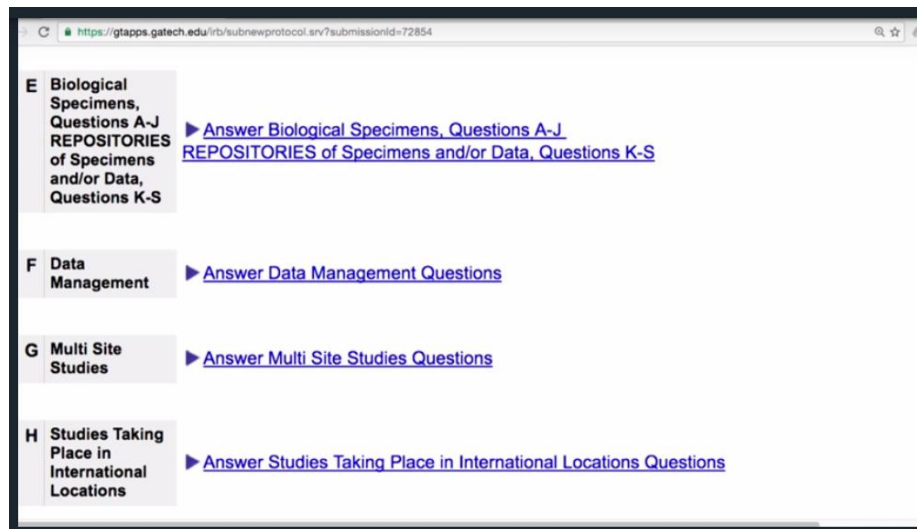 https://gtapps.gatech.edu/irb/subnewprotocol.srv?submissionId=72854
E Biological
Specimens,
Questions A-J
REPOSITORIES
of Specimens
and/or Data,
Questions K-S
Answer Biological Specimens, Questions A-J
REPOSITORIES of Specimens and/or Data, Questions K-S
F Data
Management
Answer Data Management Questions
G Multi Site
Studies
Answer Multi Site Studies Questions
H Studies Taking
Place in
International
Locations
Answer Studies Taking Place in International Locations Questions